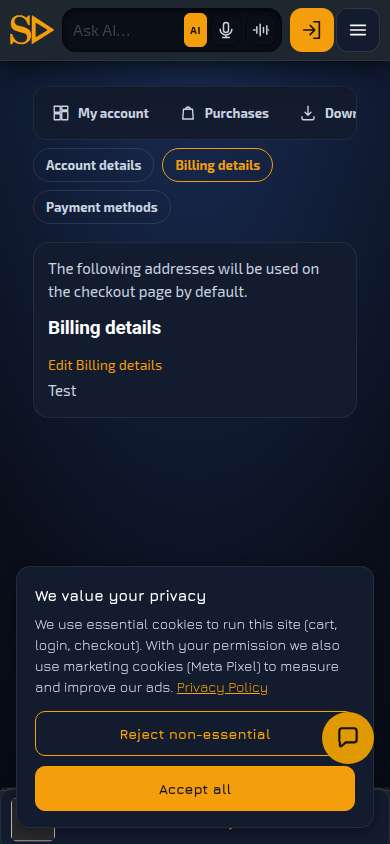 SD
Ask AI...
AI
My account
Purchases
Down
Account details
Billing details
Payment methods
The following addresses will be used on
the checkout page by default.
Billing details
Edit Billing details
Test
We value your privacy
We use essential cookies to run this site (cart,
login, checkout). With your permission we also
use marketing cookies (Meta Pixel) to measure
and improve our ads. Privacy Policy
Reject non-essential
Accept all